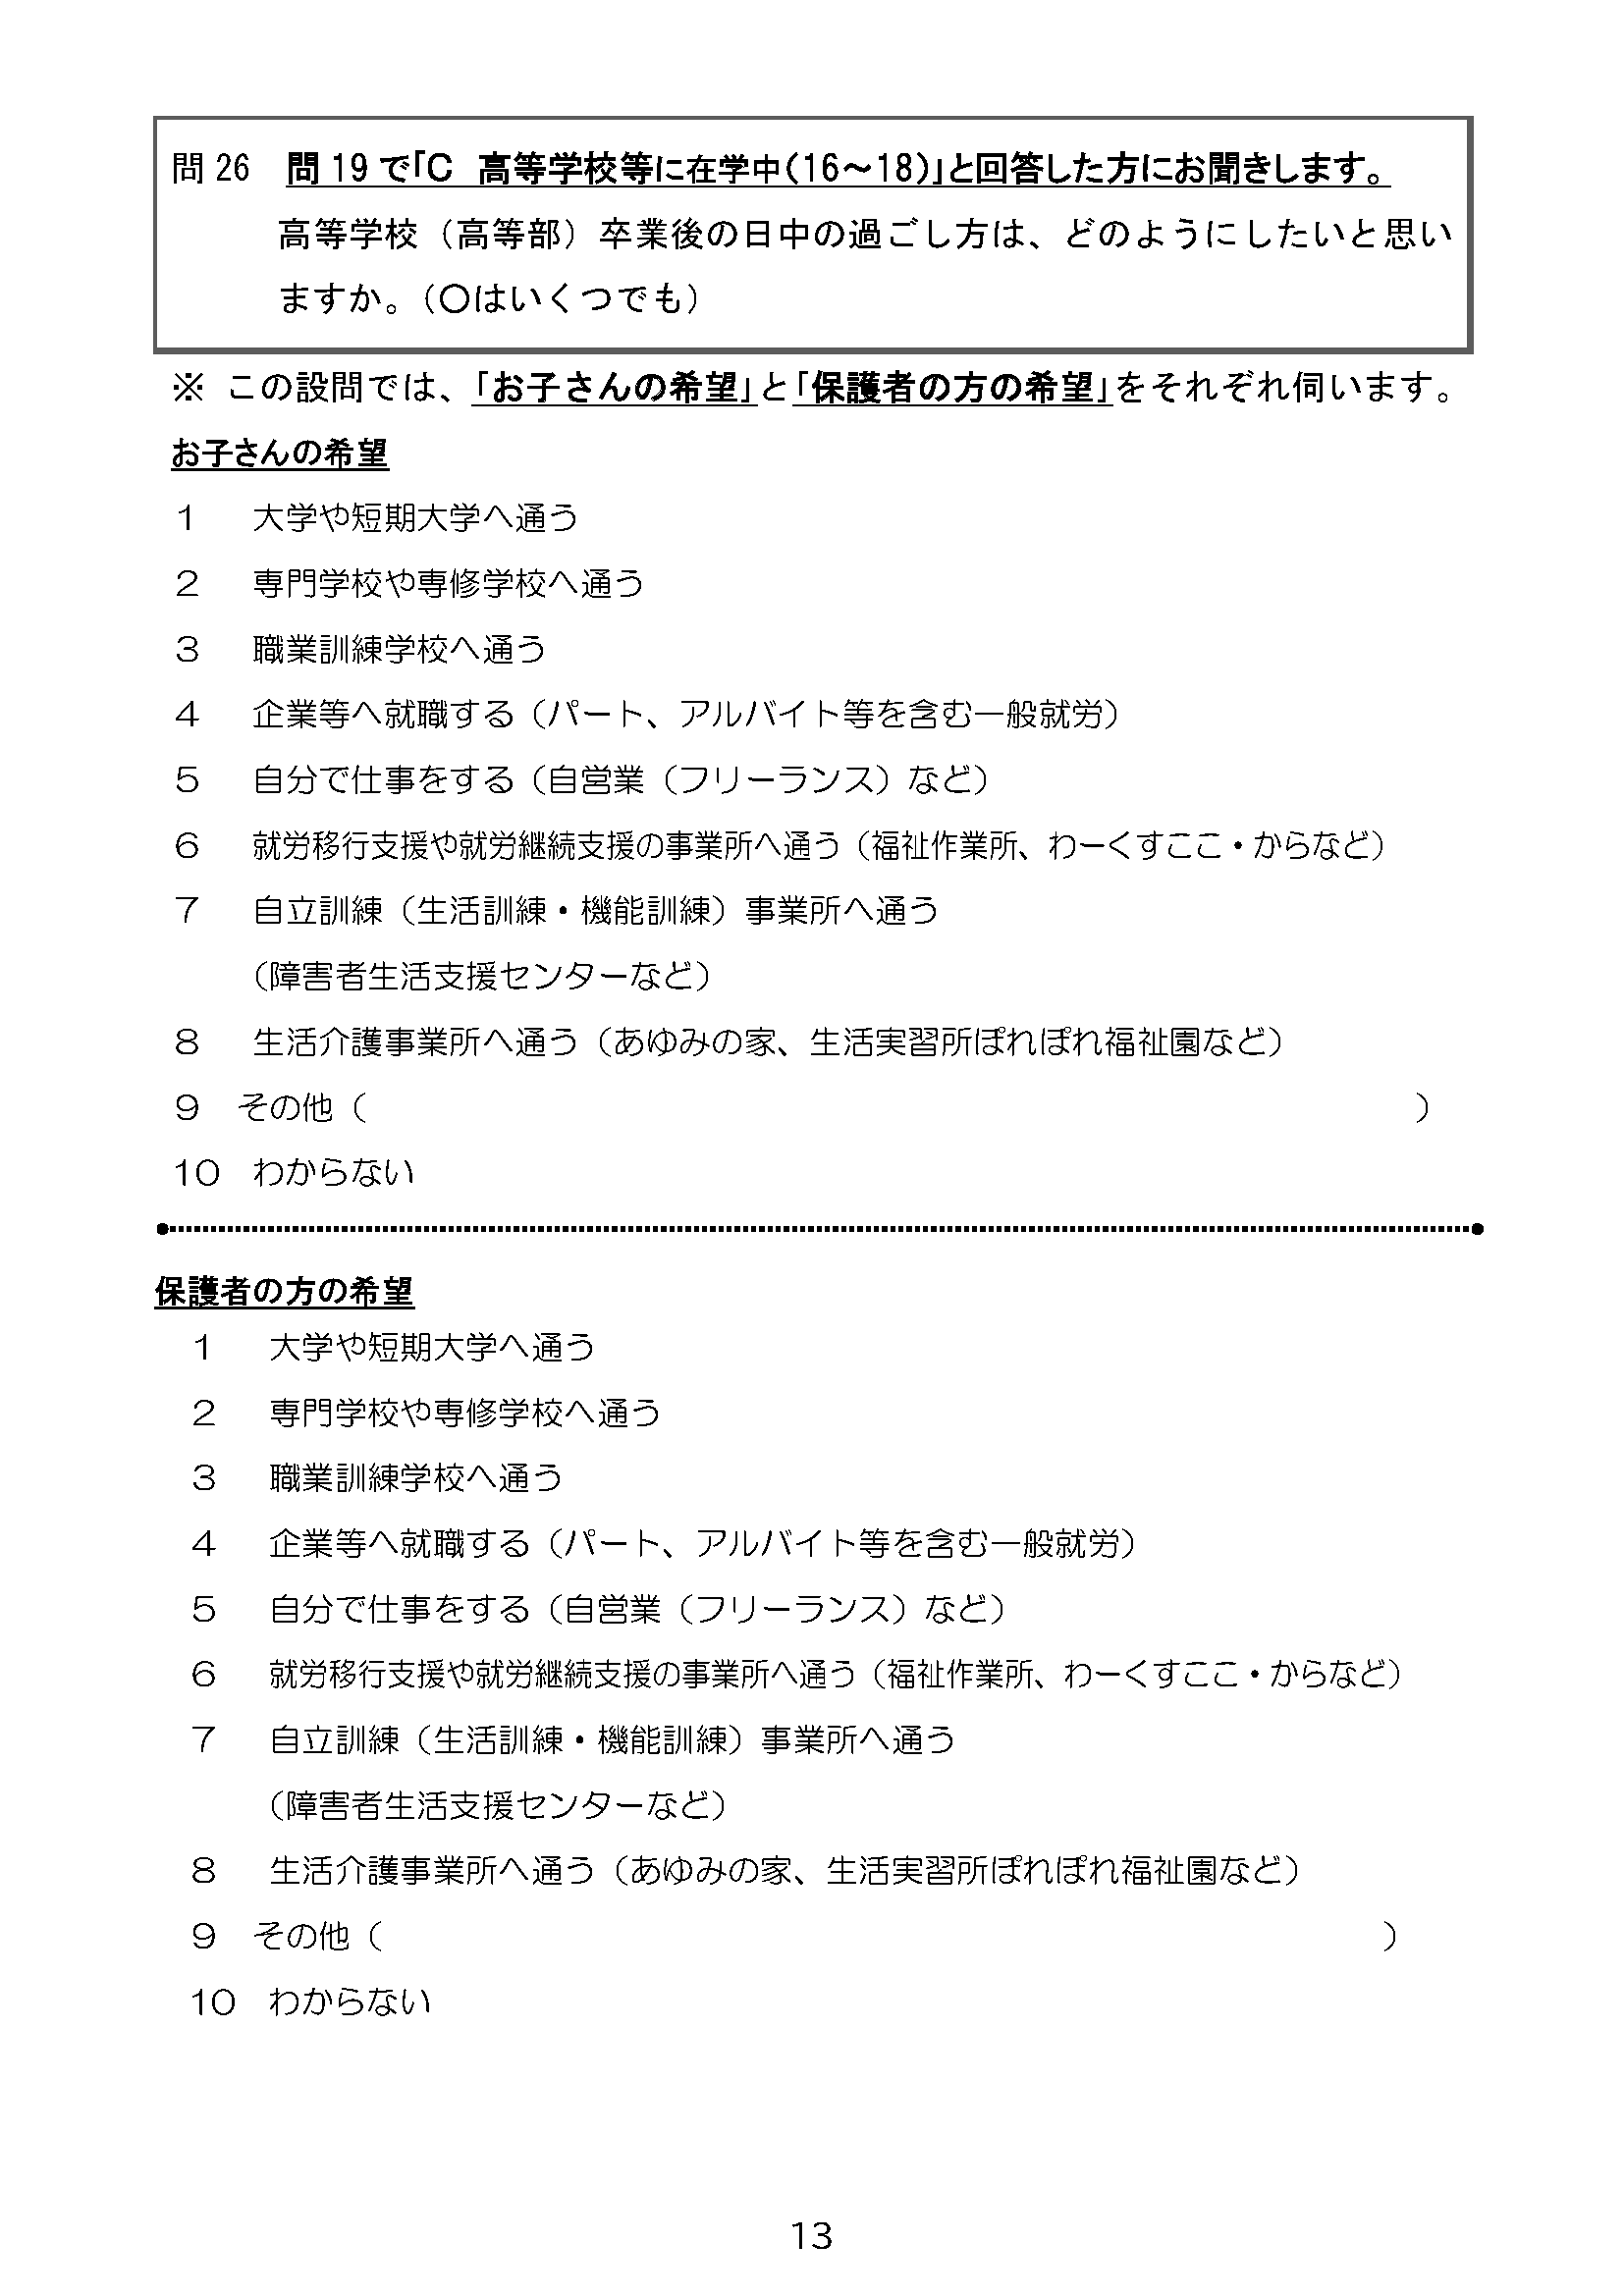 問 26　問 19 で「C　高等学校等に在学中（16～18）」と回答した方にお聞きします。
高等学校（高等部）卒業後の日中の過ごし方は、どのようにしたいと思い
ますか。（〇はいくつでも）
※ この設問では、「お子さんの希望」と「保護者の方の希望」をそれぞれ伺います。
お子さんの希望
１　大学や短期大学へ通う
２　専門学校や専修学校へ通う
３　職業訓練学校へ通う
４　企業等へ就職する（パート、アルバイト等を含む一般就労）
５　自分で仕事をする（自営業（フリーランス）など）
６　就労移行支援や就労継続支援の事業所へ通う（福祉作業所、わーくすここ・からなど）
７　自立訓練（生活訓練・機能訓練）事業所へ通う
（障害者生活支援センターなど）
８　生活介護事業所へ通う（あゆみの家、生活実習所ぽれぽれ福祉園など）
９　その他（　　　　　　　　　　　　　　　　　　　　　　　　　　　　　　　　）
10　わからない
保護者の方の希望
１　大学や短期大学へ通う
２　専門学校や専修学校へ通う
３　職業訓練学校へ通う
４　企業等へ就職する（パート、アルバイト等を含む一般就労）
５　自分で仕事をする（自営業（フリーランス）など）
６　就労移行支援や就労継続支援の事業所へ通う（福祉作業所、わーくすここ・からなど）
７　自立訓練（生活訓練・機能訓練）事業所へ通う
（障害者生活支援センターなど）
８　生活介護事業所へ通う（あゆみの家、生活実習所ぽれぽれ福祉園など）
９　その他（　　　　　　　　　　　　　　　　　　　　　　　　　　　　　　　）
10　わからない
13